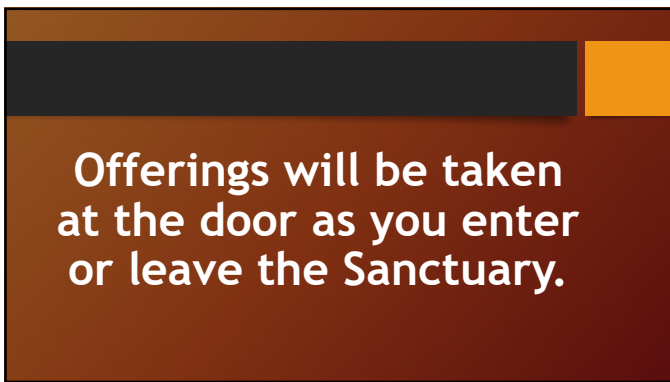 Offerings will be taken
at the door as you enter
or leave the Sanctuary.